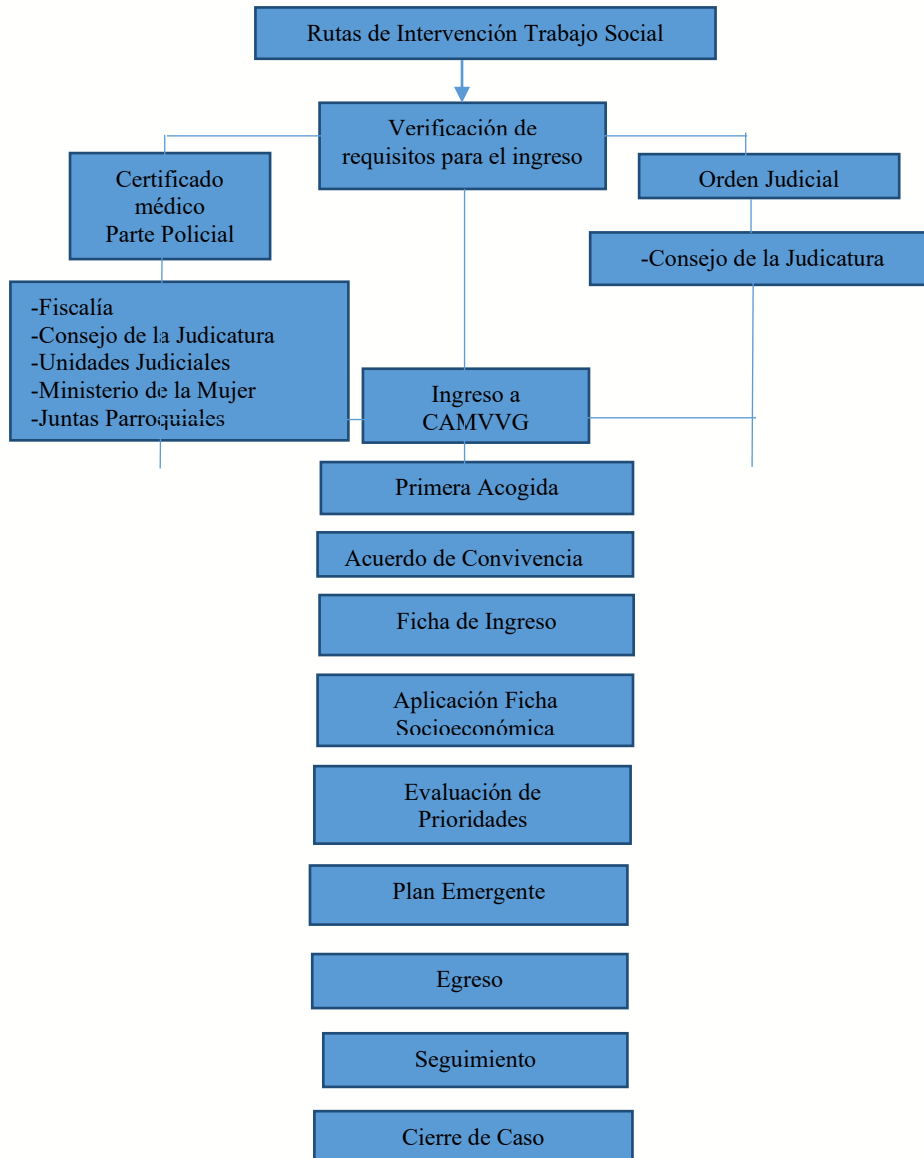 Rutas de Intervención Trabajo Social
Verificación de
requisitos para el ingreso
Certificado
médico
Parte Policial
Orden Judicial
-Consejo de la Judicatura
-Fiscalía
-Consejo de la Judicatura
-Unidades Judiciales
-Ministerio de la Mujer
-Juntas Parroquiales
Ingreso a
CAMVVG
Primera Acogida
Acuerdo de Convivencia
Ficha de Ingreso
Aplicación Ficha
Socioeconómica
Evaluación de
Prioridades
Plan Emergente
Egreso
Seguimiento
Cierre de Caso